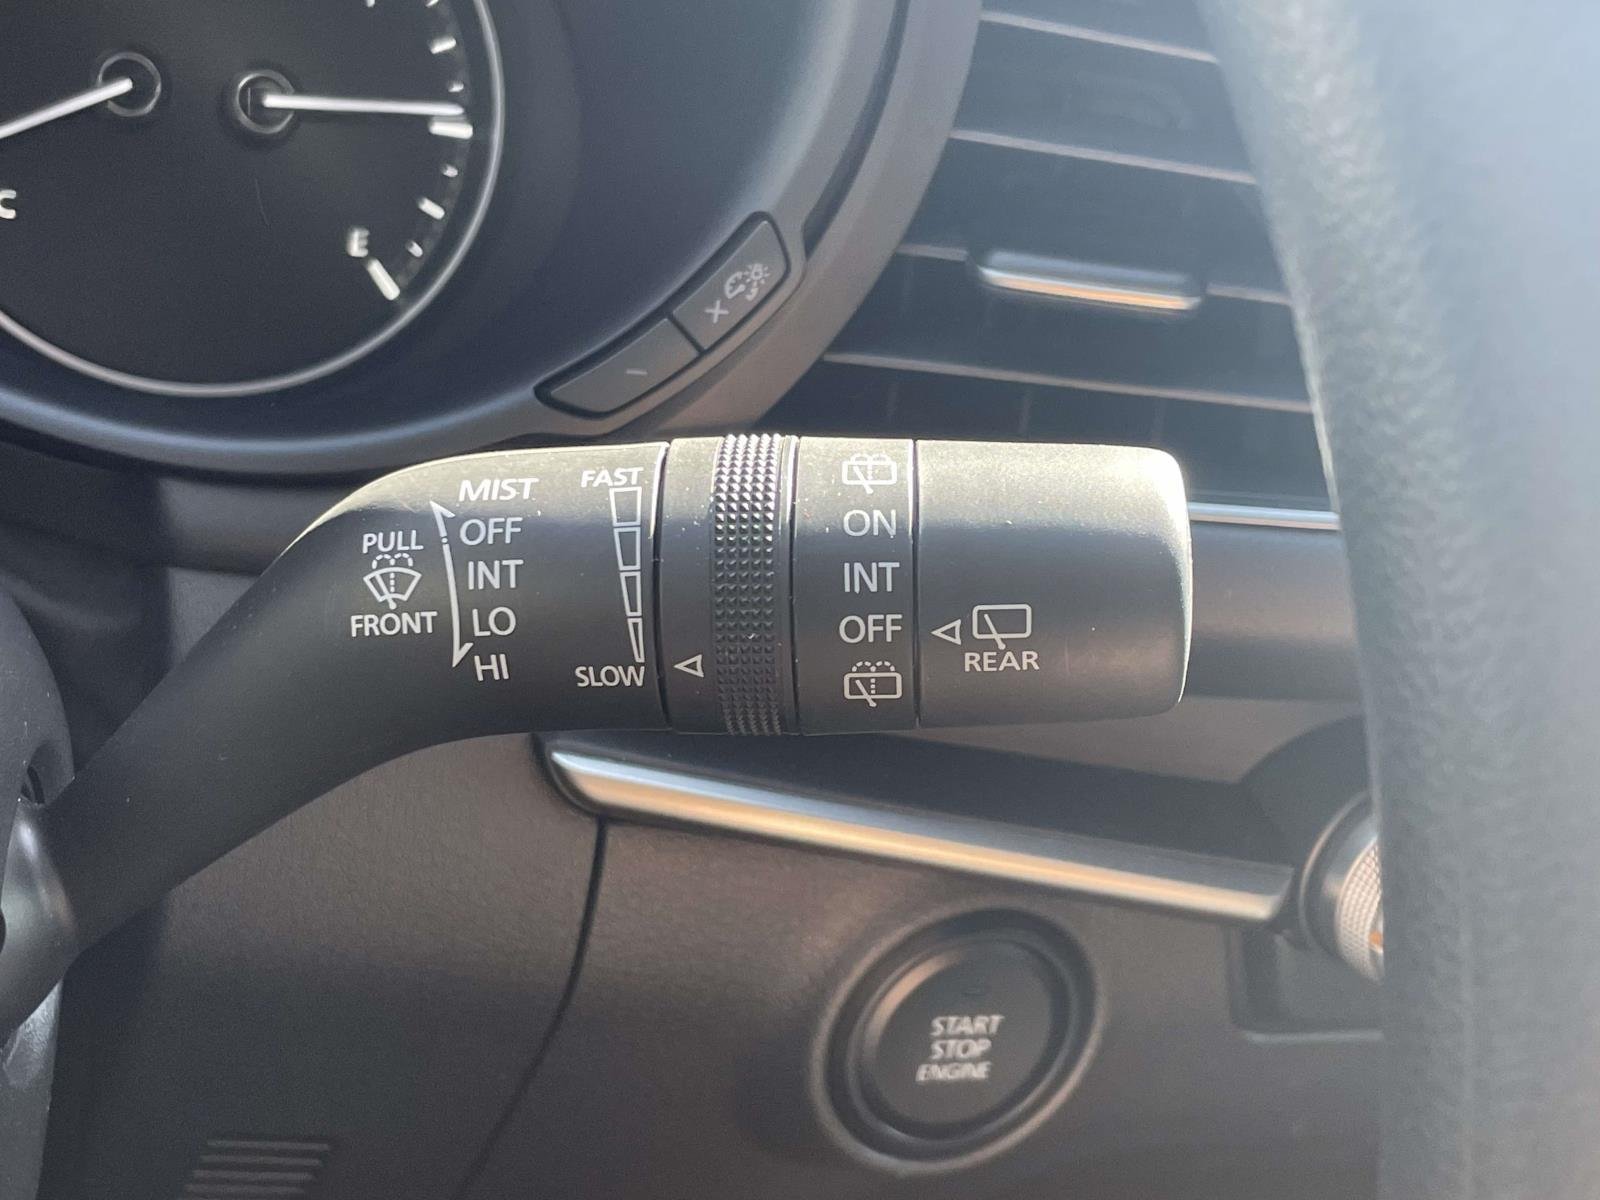 C
E
+
-
MIST
OFF
INT
LO
HI
PULL
FRONT
FAST
SLOW
ON
INT
OFF
REAR
START
STOP
ENGINE